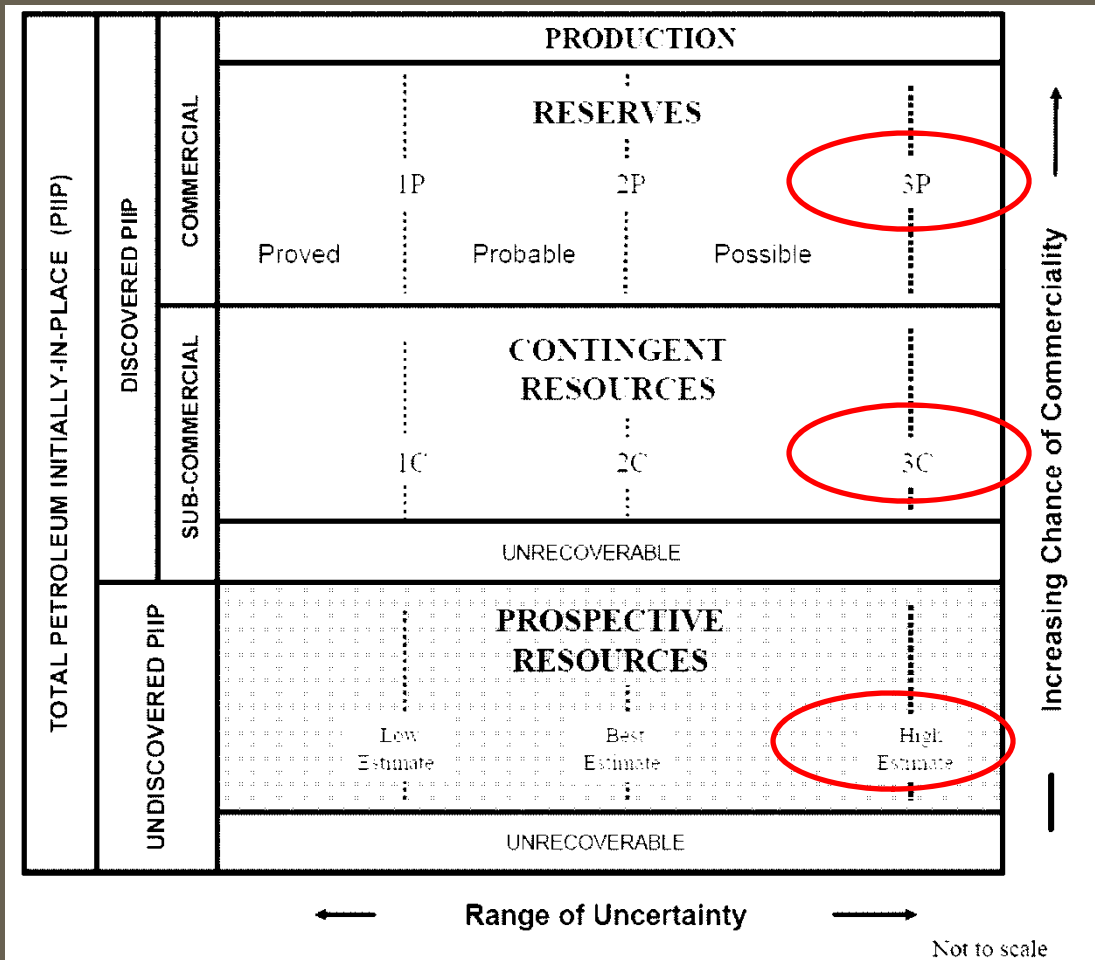 TOTAL PETROLEUM INITIALLY-IN-PLACE (PIIP)
DISCOVERED PIIP
UNDISCOVERED PIIP
COMMERCIAL
SUB-COMMERCIAL
PRODUCTION
RESERVES
1P 2P 3P
Proved Probable Possible
CONTINGENT
RESOURCES
1C 2C 3C
UNRECOVERABLE
PROSPECTIVE
RESOURCES
Low Best High
Estimate Estimate Estimate
UNRECOVERABLE
Increasing Chance of Commerciality
Range of Uncertainty
Not to scale